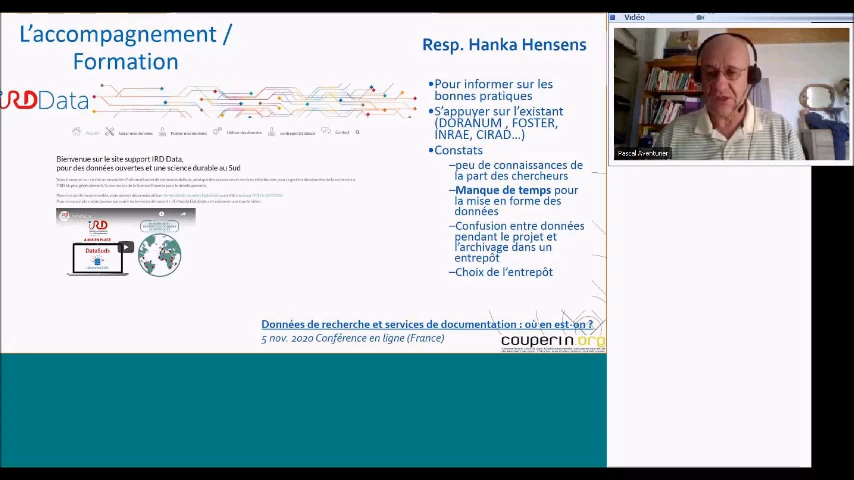 L'accompagnement /
Formation
Resp. Hanka Hensens
Vidéo
Pascal Aventurier
IRD Data
Accueil
Contact
•Pour informer sur les
bonnes pratiques
•S'appuyer sur l'existant
(DORANUM , FOSTER,
INRAE, CIRAD...)
•Constats
–peu de connaissances de
la part des chercheurs
–Manque de temps pour
la mise en forme des
données
–Confusion entre données
pendant le projet et
l'archivage dans un
entrepôt
–Choix de l'entrepôt
Bienvenue sur le site support IRD Data,
pour des données ouvertes et une science durable au Sud
IRD
DataSuds
Données de recherche et services de documentation : où en est-on ?
5 nov. 2020 Conférence en ligne (France)
couperin.org